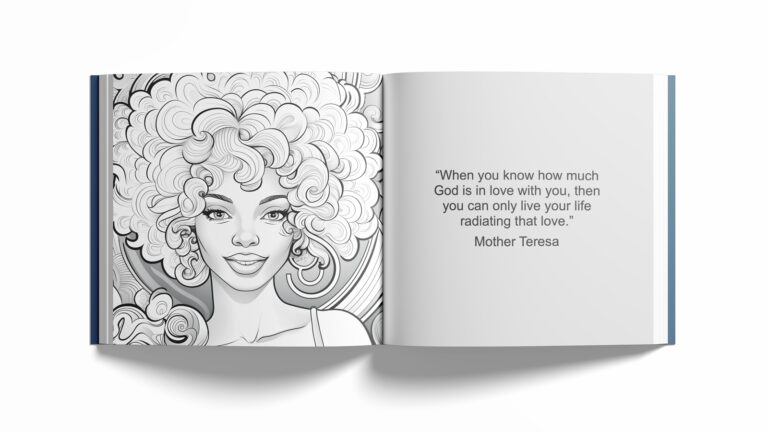 “When you know how much
God is in love with you, then
you can only live your life
radiating that love.”
Mother Teresa